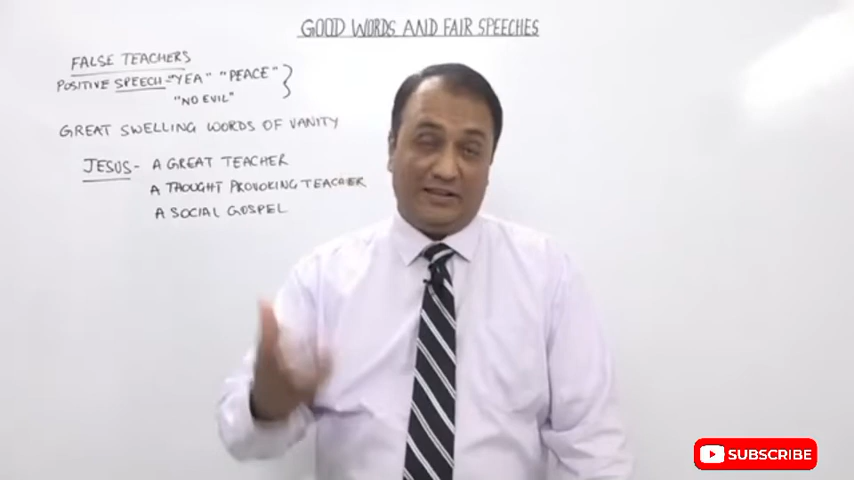 GOOD WORDS AND FAIR SPEECHES
FALSE TEACHERS
POSITIVE SPEECH - "YEA" "PEACE"
"NO EVIL"
GREAT SWELLING WORDS OF VANITY
JESUS - A GREAT TEACHER
A THOUGHT PROVOKING TEACHER
A SOCIAL GOSPEL
SUBSCRIBE